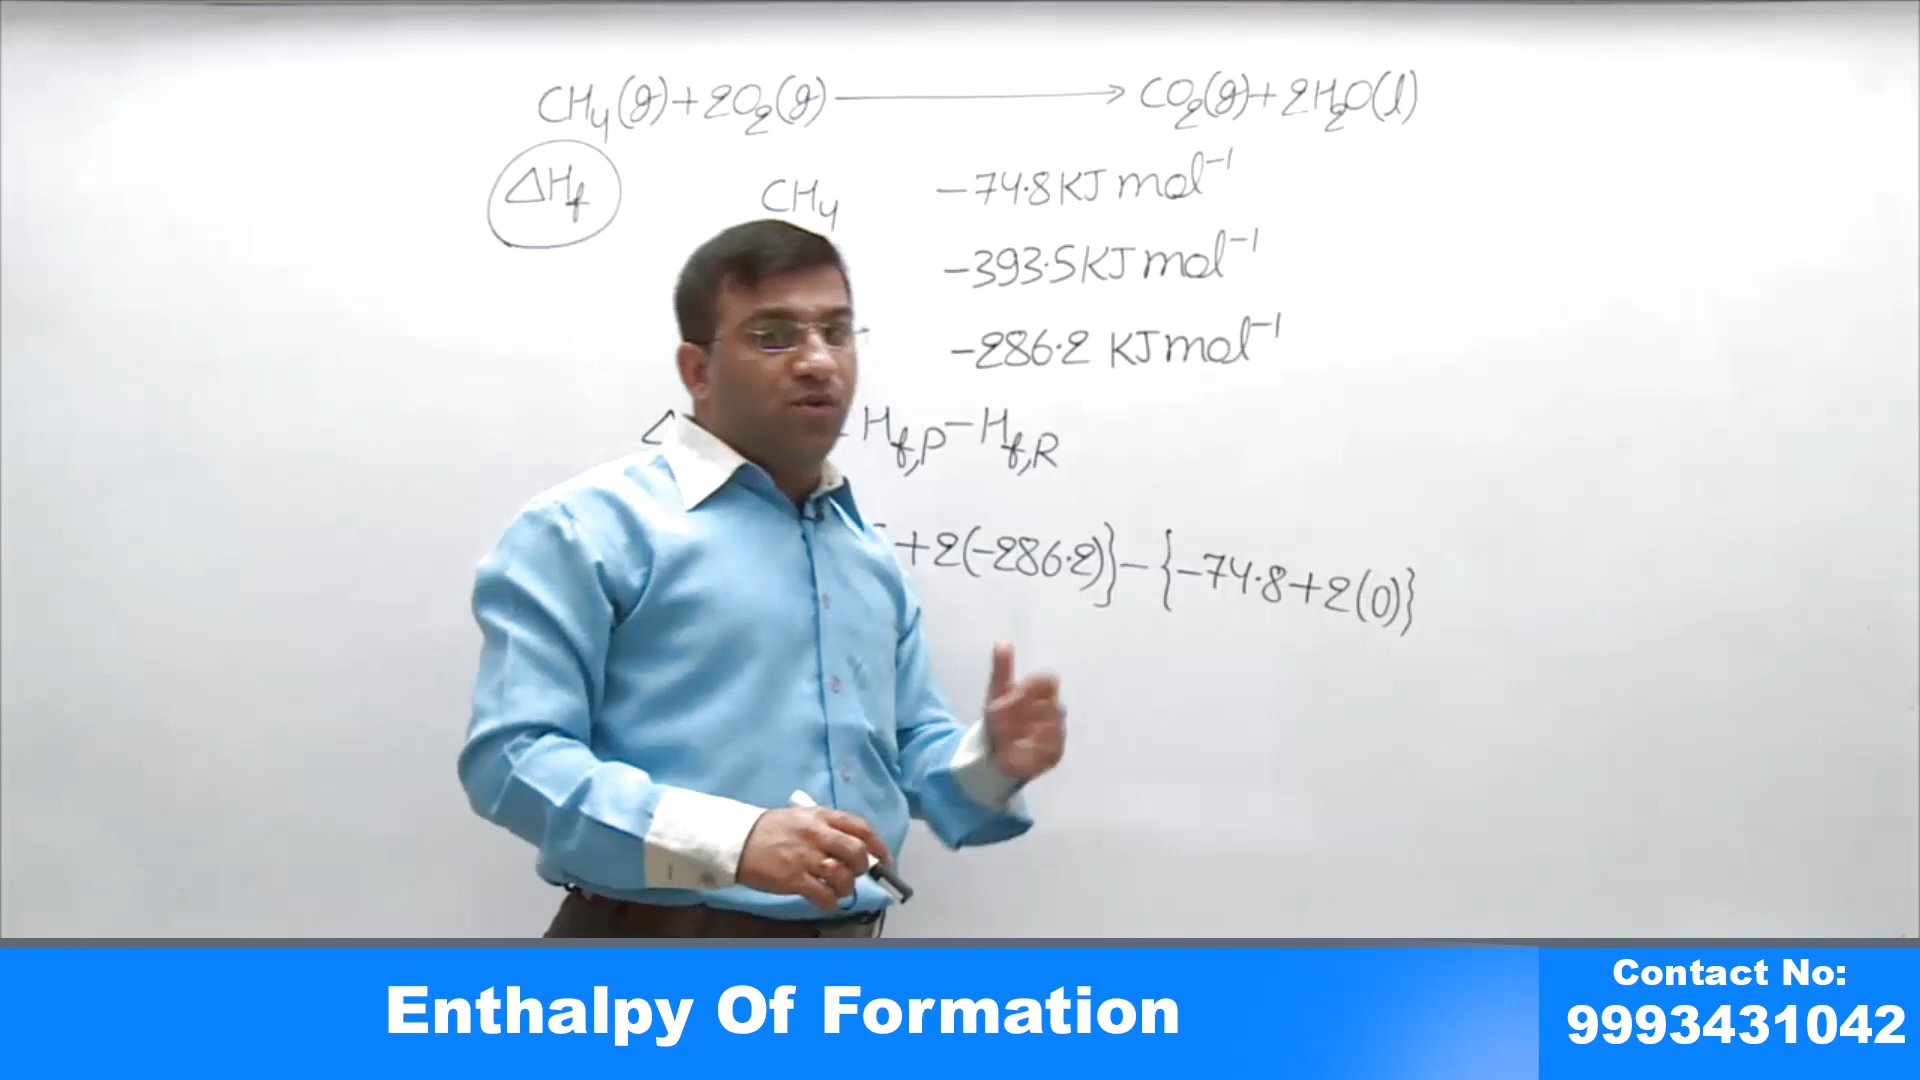 CH₄(g)+2O₂(g) → CO₂(g)+2H₂O(l)
ΔHf CH₄ -74.8 KJ mol⁻¹
-393.5 KJ mol⁻¹
-286.2 KJ mol⁻¹
Δ Hf,P - Hf,R
+2(-286.2)} - {-74.8+2(0)}
Enthalpy Of Formation
Contact No:
9993431042